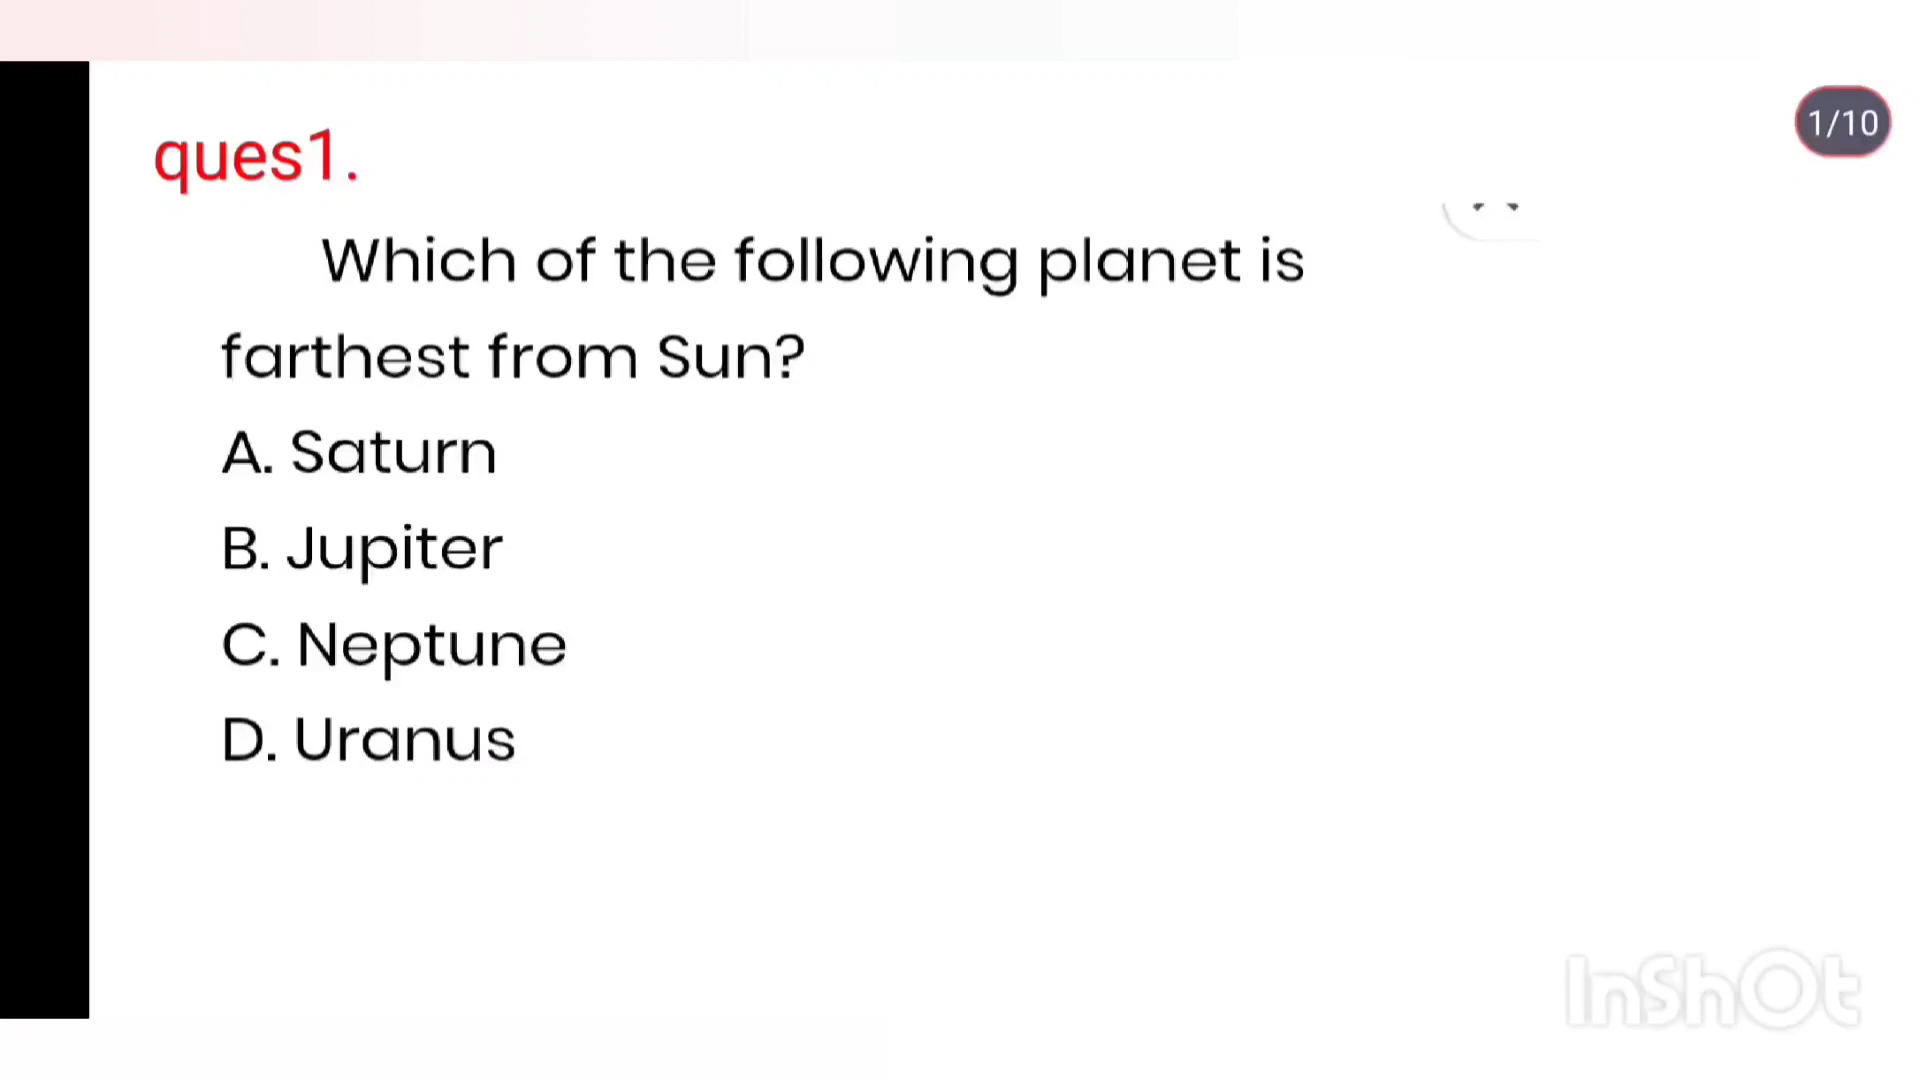 1/10
ques1.
Which of the following planet is
farthest from Sun?
A. Saturn
B. Jupiter
C. Neptune
D. Uranus
InShOt